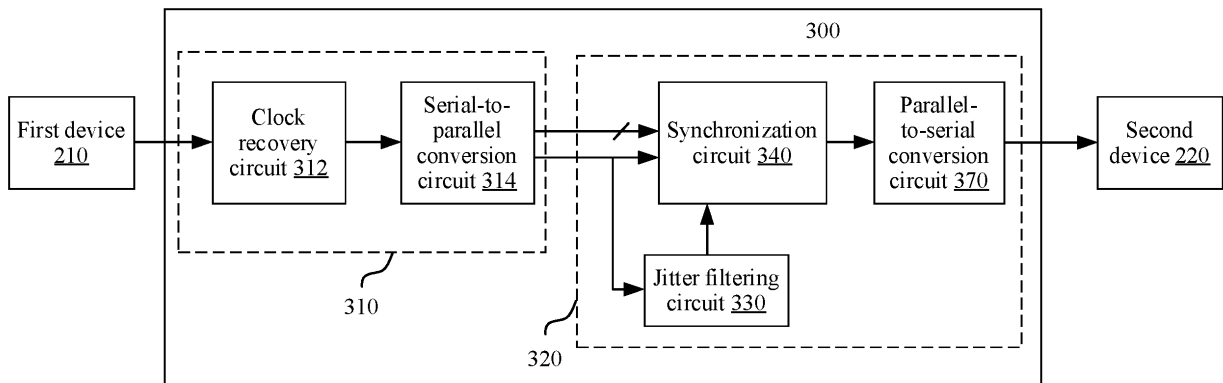 300
First device
210
Clock
recovery
circuit 312
Serial-to-
parallel
conversion
circuit 314
Synchronization
circuit 340
Parallel-
to-serial
conversion
circuit 370
Second
device 220
Jitter filtering
circuit 330
310
320